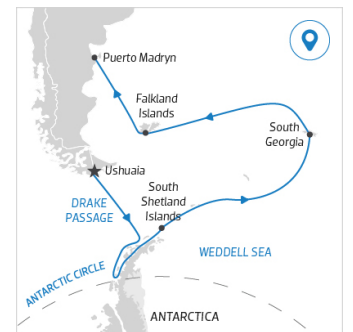 Puerto Madryn
Falkland
Islands
South
Georgia
Ushuaia
South
Shetland
Islands
DRAKE
PASSAGE
WEDDELL SEA
ANTARCTIC CIRCLE
ANTARCTICA